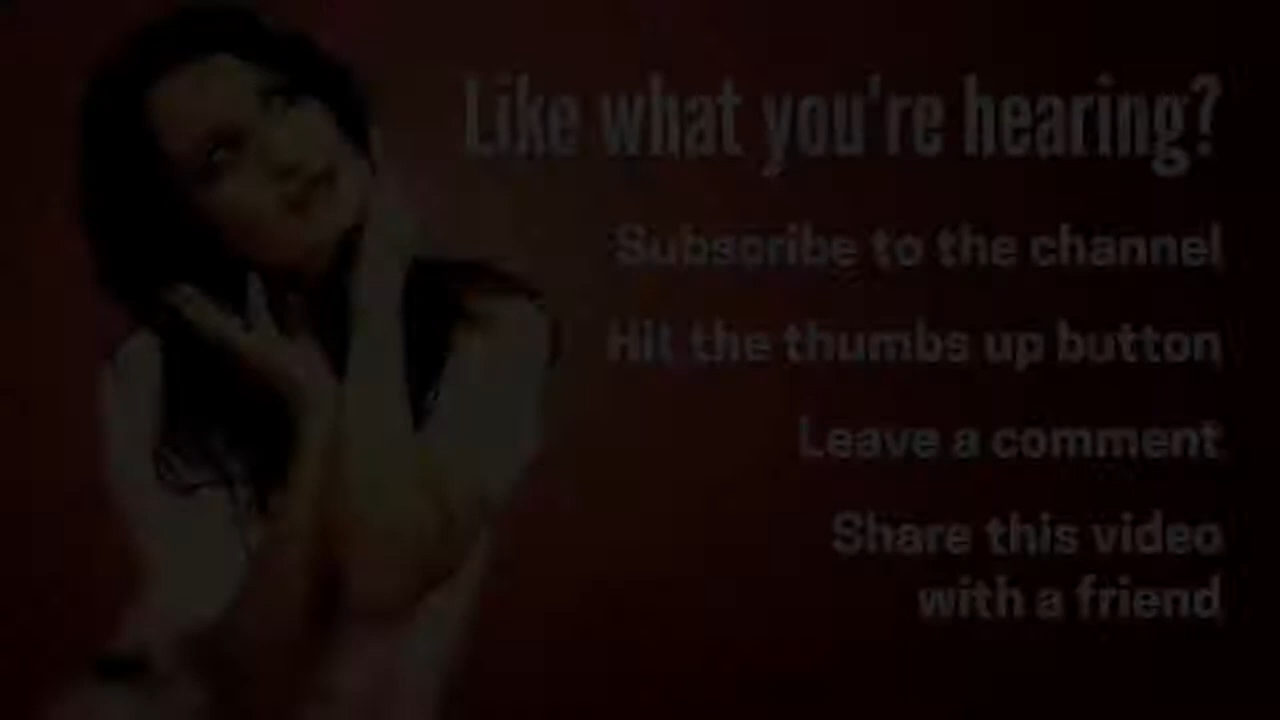 Like what you're hearing?
Subscribe to the channel
Hit the thumbs up button
Leave a comment
Share this video
with a friend